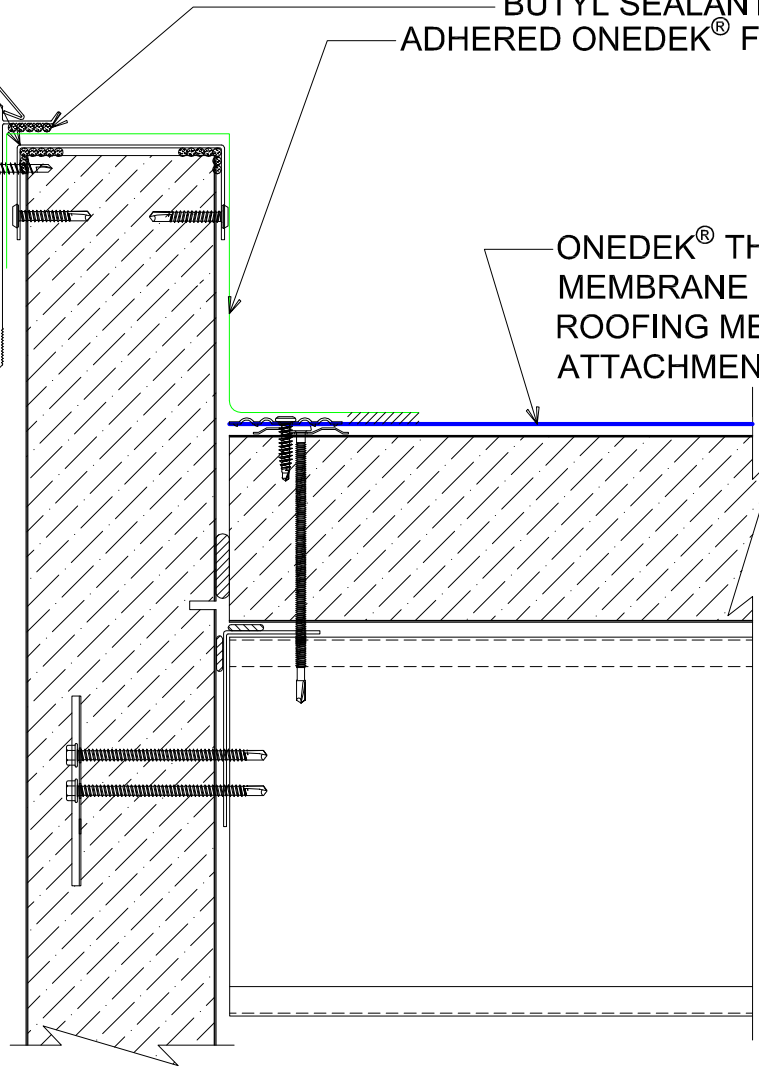 BUTYL SEALANT
ADHERED ONEDEK® F
ONEDEK® TH
MEMBRANE
ROOFING ME
ATTACHMEN